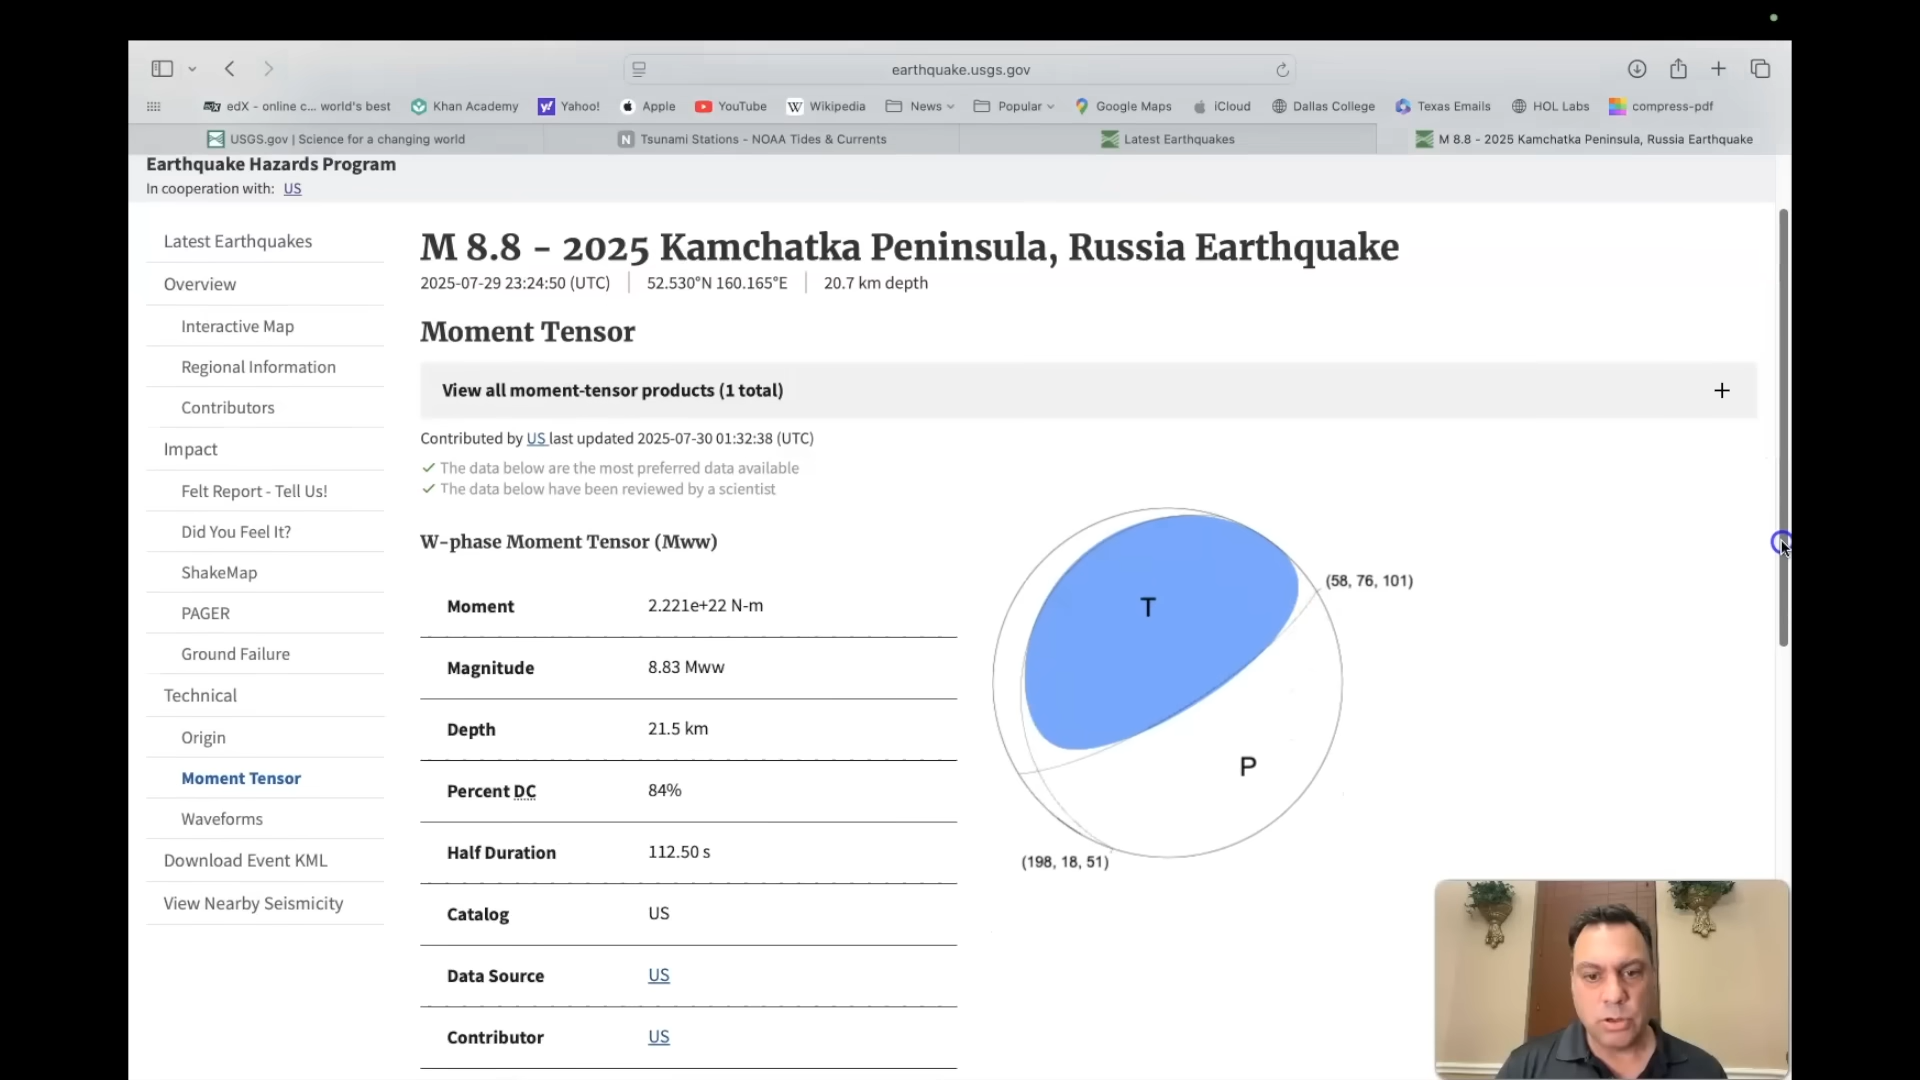 earthquake.usgs.gov
edX - online c... world's best
Khan Academy
Yahoo!
Apple
YouTube
Wikipedia
News
Popular
Google Maps
iCloud
Dallas College
Texas Emails
HOL Labs
compress-pdf
USGS.gov | Science for a changing world
Tsunami Stations - NOAA Tides & Currents
Latest Earthquakes
M 8.8 - 2025 Kamchatka Peninsula, Russia Earthquake
Earthquake Hazards Program
In cooperation with: US
Latest Earthquakes
Overview
Interactive Map
Regional Information
Contributors
Impact
Felt Report - Tell Us!
Did You Feel It?
ShakeMap
PAGER
Ground Failure
Technical
Origin
Moment Tensor
Waveforms
Download Event KML
View Nearby Seismicity
M 8.8 - 2025 Kamchatka Peninsula, Russia Earthquake
2025-07-29 23:24:50 (UTC) 52.530°N 160.165°E 20.7 km depth
Moment Tensor
View all moment-tensor products (1 total) +
Contributed by US last updated 2025-07-30 01:32:38 (UTC)
✓ The data below are the most preferred data available
✓ The data below have been reviewed by a scientist
W-phase Moment Tensor (Mww)
Moment 2.221e+22 N-m
Magnitude 8.83 Mww
Depth 21.5 km
Percent DC 84%
Half Duration 112.50 s
Catalog US
Data Source US
Contributor US
(58, 76, 101)
T
P
(198, 18, 51)